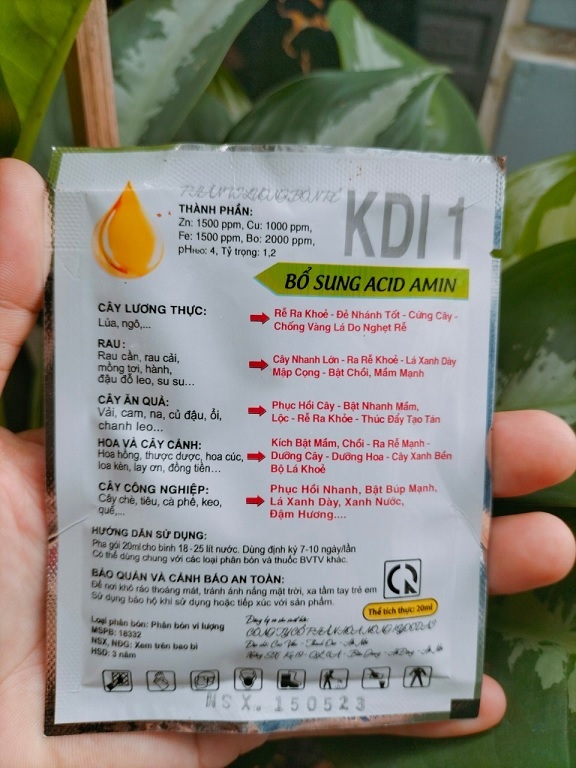 KDI 1
THÀNH PHẦN:
Zn: 1500 ppm, Cu: 1000 ppm,
Fe: 1500 ppm, Bo: 2000 ppm,
pHH₂O: 4, Tỷ trọng: 1,2
BỔ SUNG ACID AMIN
CÂY LƯƠNG THỰC:
Lúa, ngô,...
Rễ Ra Khoẻ - Đẻ Nhánh Tốt - Cứng Cây -
Chống Vàng Lá Do Nghẹt Rễ
RAU:
Rau cần, rau cải,
mồng tơi, hành,
đậu đỗ leo, su su...
Cây Nhanh Lớn - Ra Rễ Khoẻ - Lá Xanh Dày
Mập Cọng - Bật Chồi, Mầm Mạnh
CÂY ĂN QUẢ:
Vải, cam, na, củ đậu, ổi,
chanh leo...
Phục Hồi Cây - Bật Nhanh Mầm,
Lộc - Rễ Ra Khỏe - Thúc Đẩy Tạo Tán
HOA VÀ CÂY CẢNH:
Hoa hồng, thược dược, hoa cúc,
loa kèn, lay ơn, đồng tiền...
Kích Bật Mầm, Chồi - Ra Rễ Mạnh -
Dưỡng Cây - Dưỡng Hoa - Cây Xanh Bền
Bộ Lá Khoẻ
CÂY CÔNG NGHIỆP:
Cây chè, tiêu, cà phê, keo,
quế,...
Phục Hồi Nhanh, Bật Búp Mạnh,
Lá Xanh Dày, Xanh Nước,
Đậm Hương....
HƯỚNG DẪN SỬ DỤNG:
Pha gói 20ml cho bình 18-25 lít nước. Dùng định kỳ 7-10 ngày/lần
Có thể dùng chung với các loại phân bón và thuốc BVTV khác.
BẢO QUẢN VÀ CẢNH BÁO AN TOÀN:
Để nơi khô ráo thoáng mát, tránh ánh nắng mặt trời, xa tầm tay trẻ em
Sử dụng bảo hộ khi sử dụng hoặc tiếp xúc với sản phẩm.
Thể tích thực: 20ml
Loại phân bón: Phân bón vi lượng
MSPB: 18332
NSX, NĐG: Xem trên bao bì
HSD: 3 năm
NSX. 150523